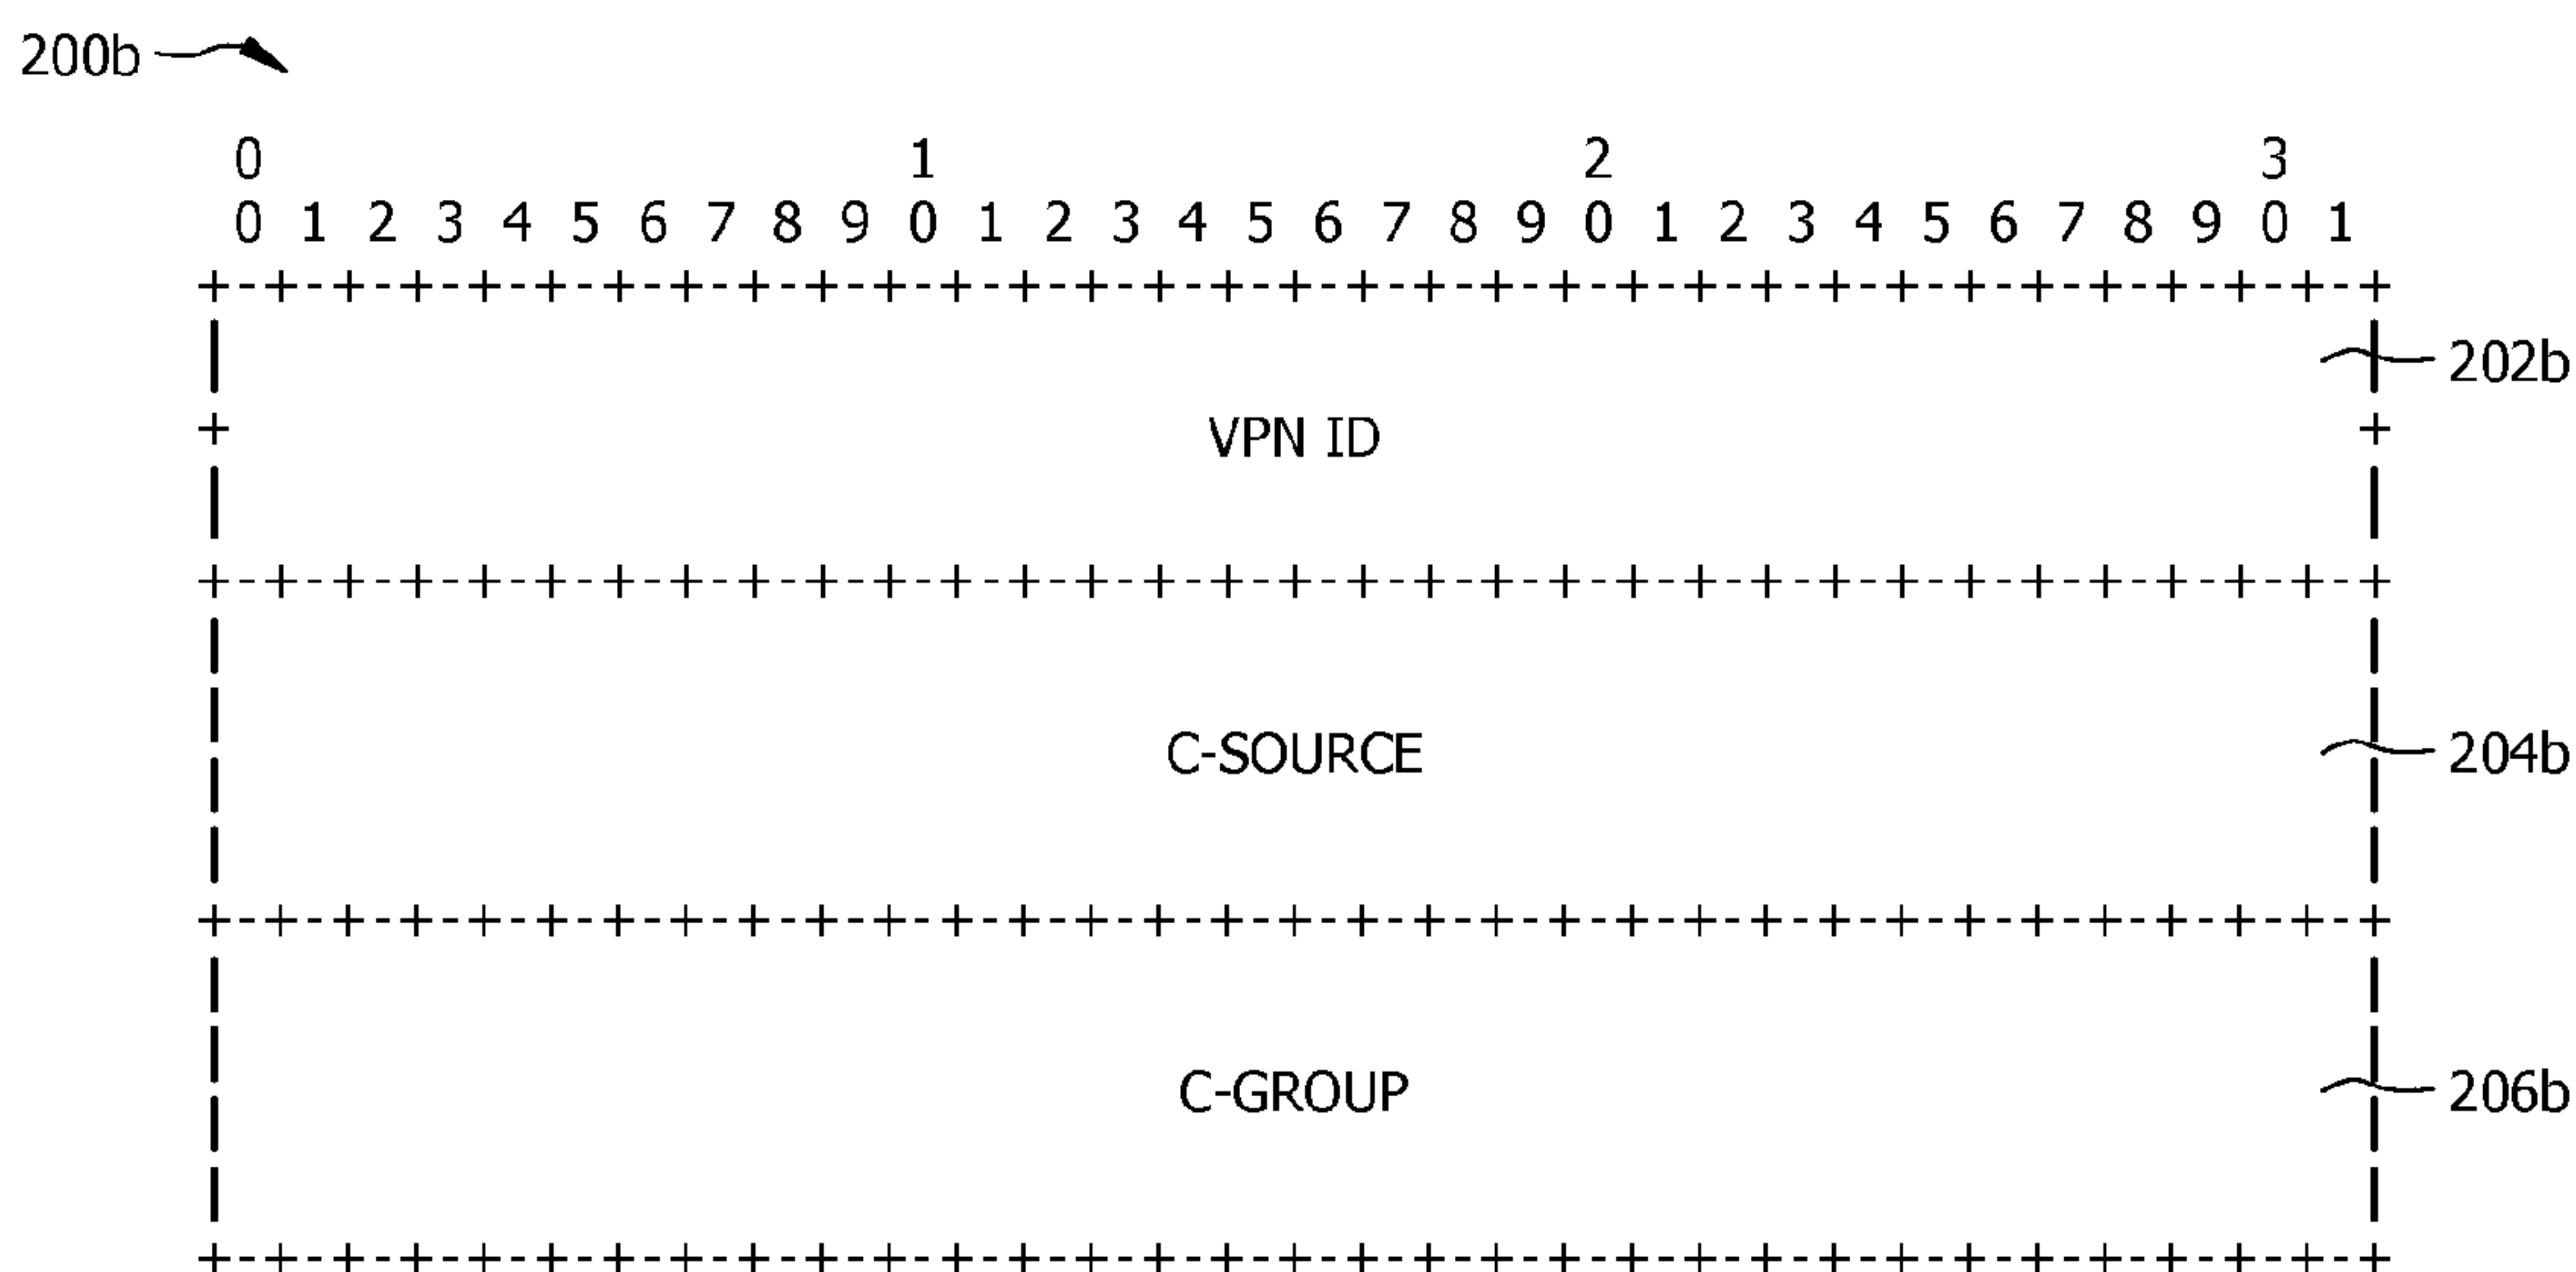 200b
0 1 2 3
0 1 2 3 4 5 6 7 8 9 0 1 2 3 4 5 6 7 8 9 0 1 2 3 4 5 6 7 8 9 0 1
202b
VPN ID
C-SOURCE 204b
C-GROUP 206b